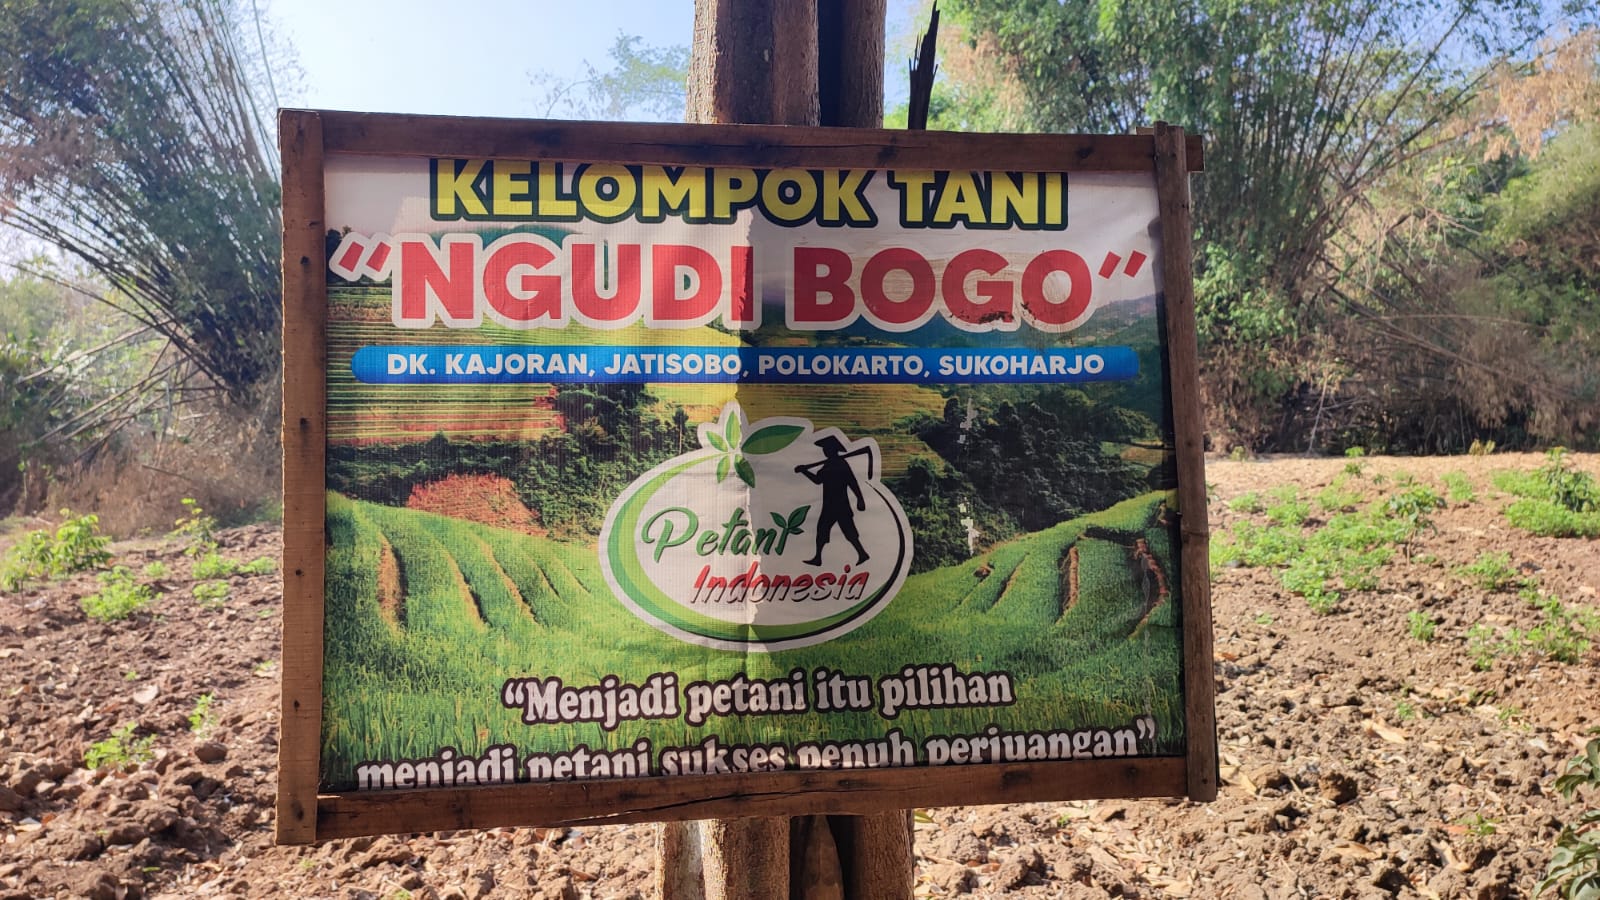 KELOMPOK TANI
"NGUDI BOGO"
DK. KAJORAN, JATISOBO, POLOKARTO, SUKOHARJO
Petani
Indonesia
"Menjadi petani itu pilihan
menjadi petani sukses penuh perjuangan"